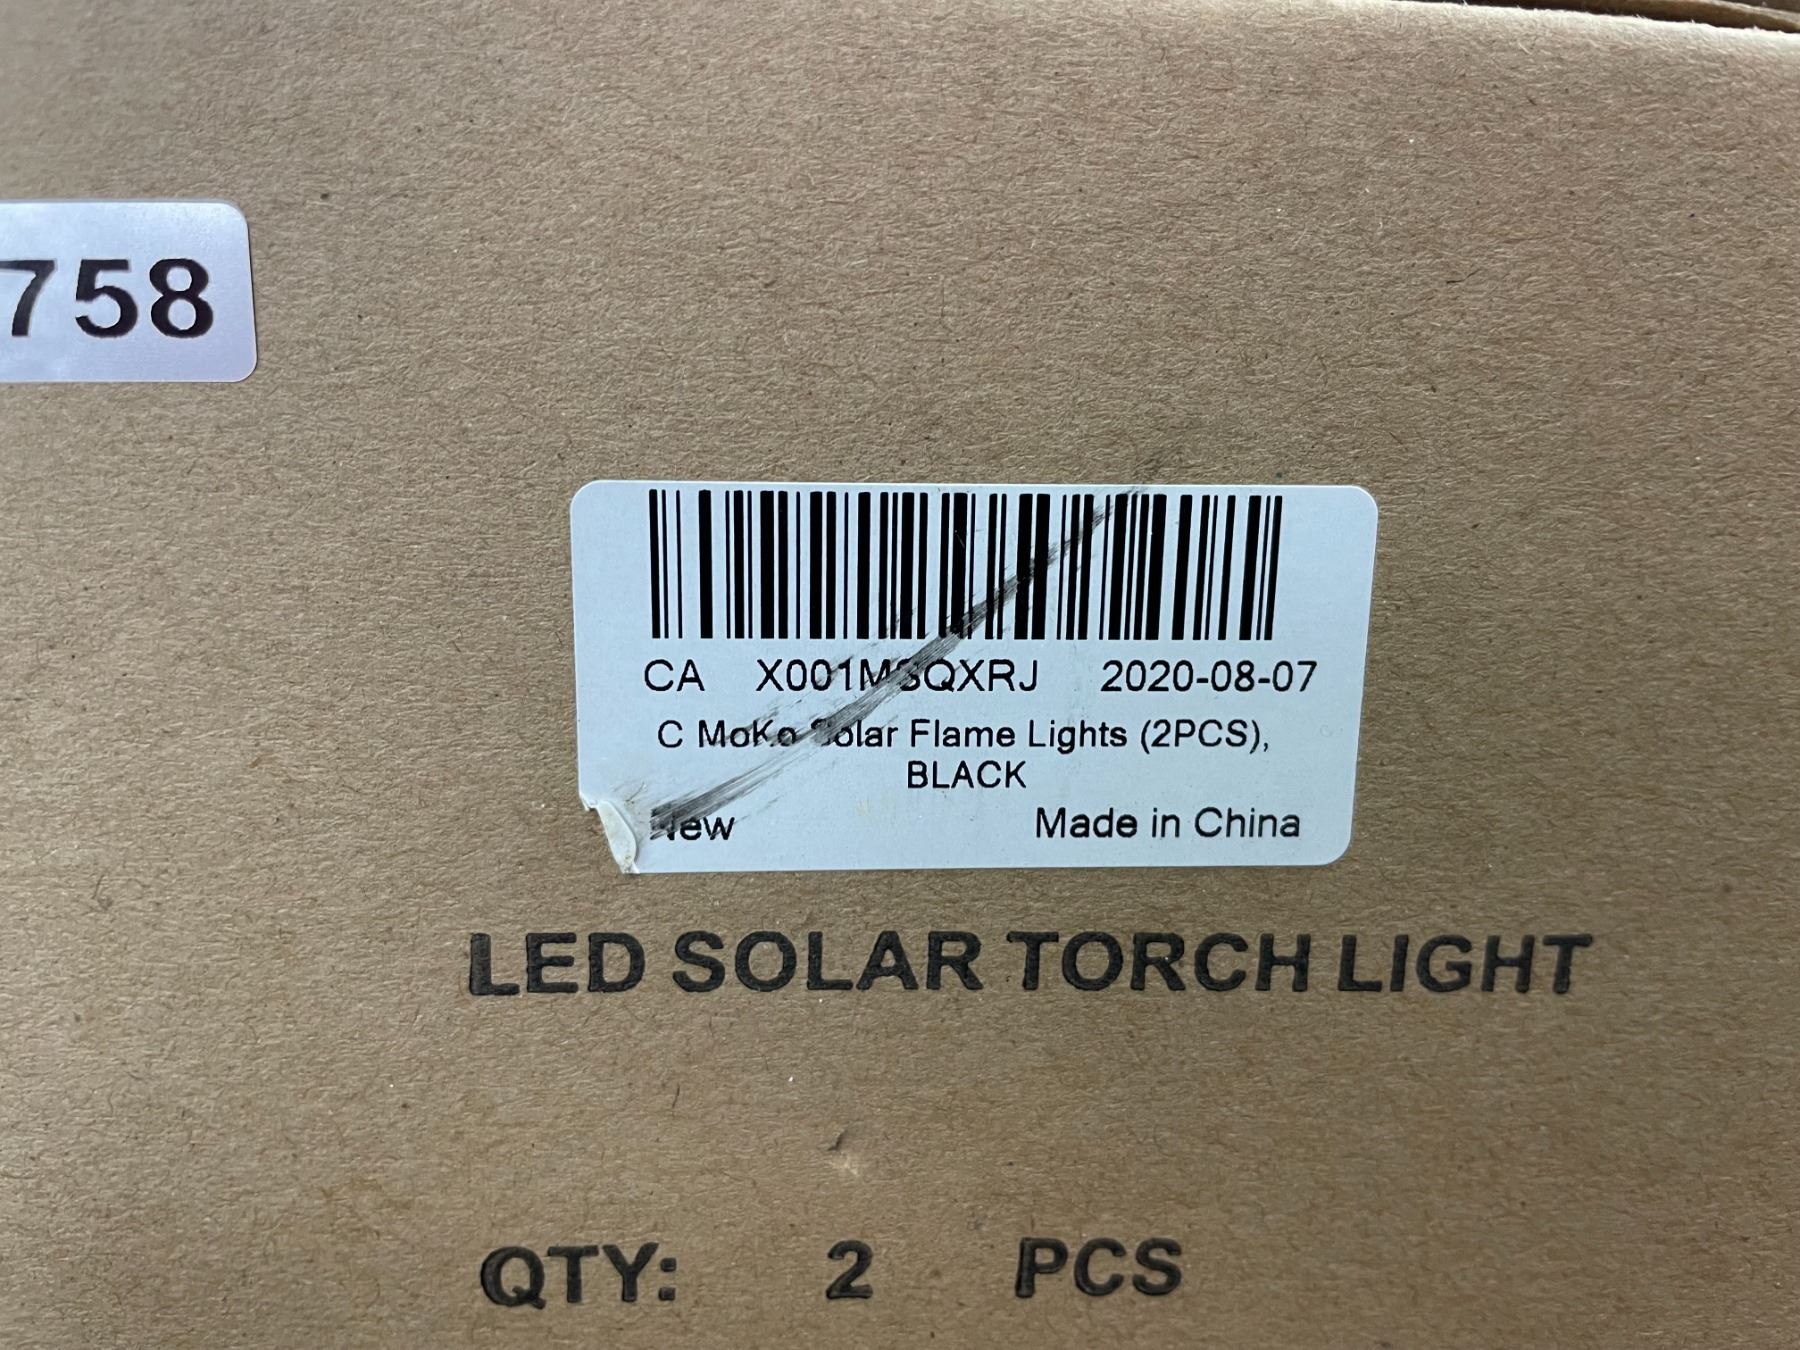 758
CA X001MSQXRJ 2020-08-07
C MoKo Solar Flame Lights (2PCS),
BLACK
New Made in China
LED SOLAR TORCH LIGHT
QTY: 2 PCS